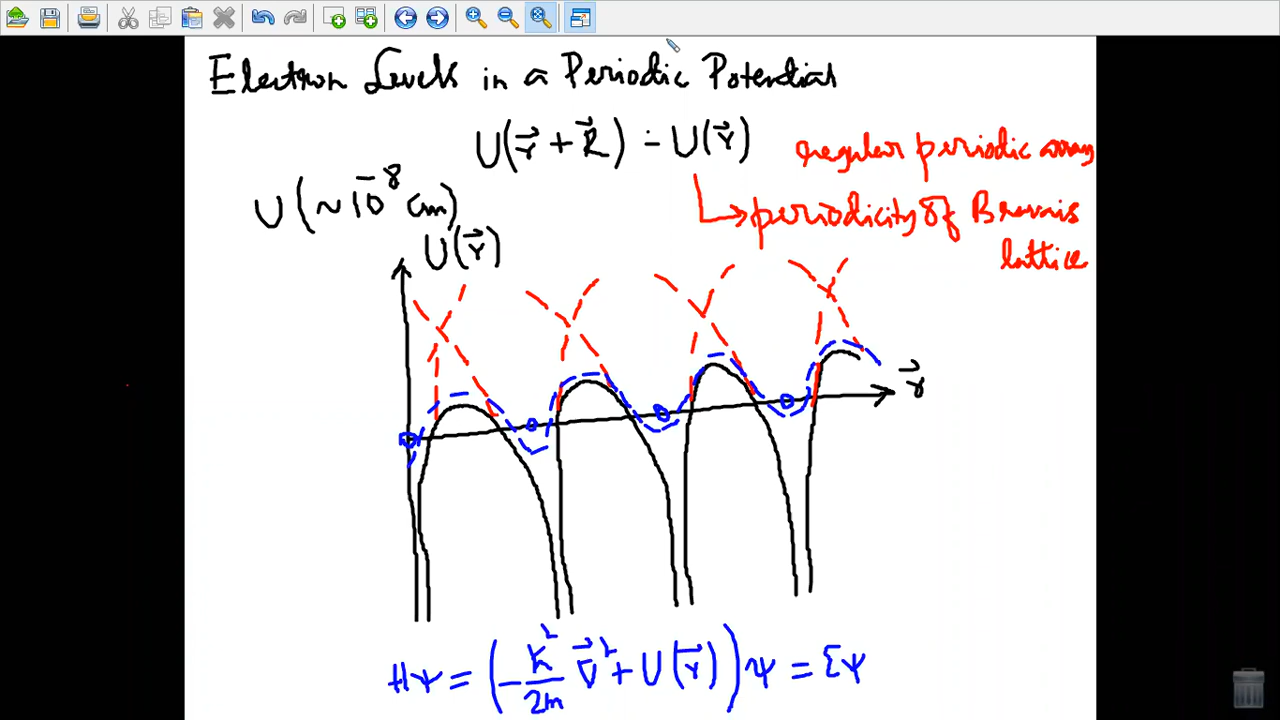 Electron Levels in a Periodic Potential
U(r⃗ + R⃗) = U(r⃗)
regular periodic array
periodicity of Bravais
lattice
U(~10⁻⁸ cm)
U(r⃗)
r⃗
Hψ = (-ℏ²/2m ∇⃗² + U(r⃗))ψ = Eψ